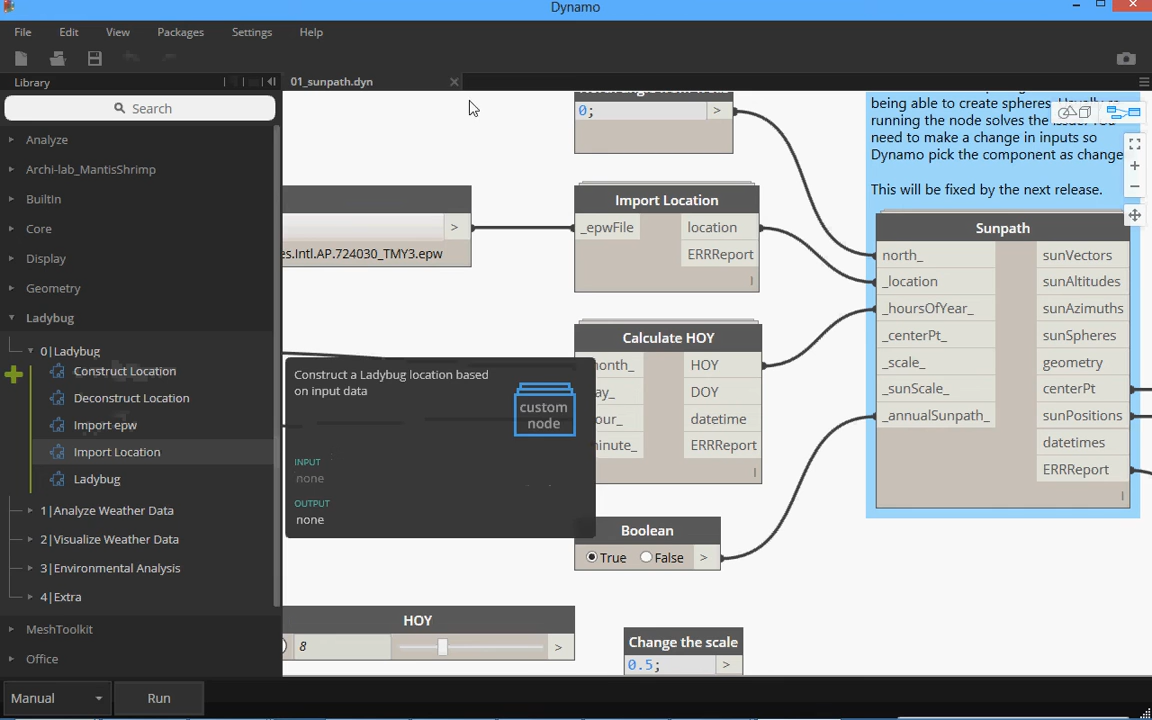 Dynamo
File Edit View Packages Settings Help
Library
01_sunpath.dyn
Search
Analyze
Archi-lab_MantisShrimp
BuiltIn
Core
Display
Geometry
Ladybug
0|Ladybug
Construct Location
Deconstruct Location
Import epw
Import Location
Ladybug
1|Analyze Weather Data
2|Visualize Weather Data
3|Environmental Analysis
4|Extra
MeshToolkit
Office
Manual
Run
0; >
>
es.Intl.AP.724030_TMY3.epw
Import Location
_epwFile location
ERRReport
Calculate HOY
month_ HOY
ay_ DOY
our_ datetime
minute_ ERRReport
Construct a Ladybug location based
on input data
custom
node
INPUT
none
OUTPUT
none
Boolean
True False >
HOY
8 >
Change the scale
0.5; >
being able to create spheres. Usually
running the node solves the issue. You
need to make a change in inputs so
Dynamo pick the component as change
This will be fixed by the next release.
Sunpath
north_ sunVectors
_location sunAltitudes
_hoursOfYear_ sunAzimuths
_centerPt_ sunSpheres
_scale_ geometry
_sunScale_ centerPt
_annualSunpath_ sunPositions
datetimes
ERRReport